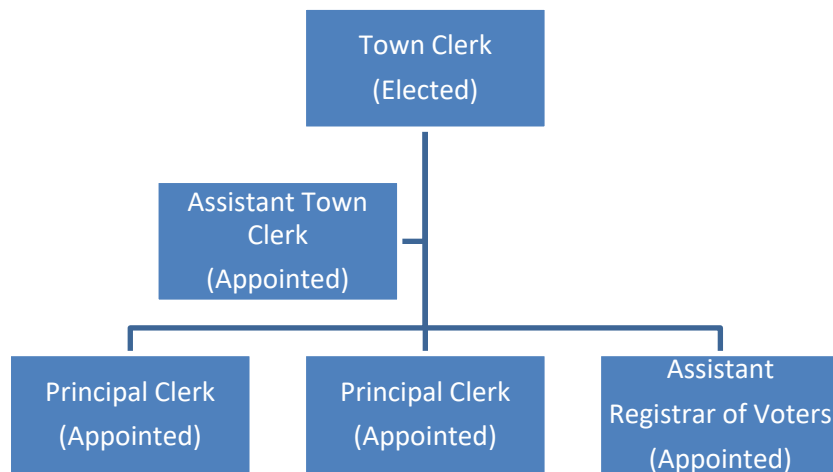 Town Clerk
(Elected)
Assistant Town
Clerk
(Appointed)
Principal Clerk
(Appointed)
Principal Clerk
(Appointed)
Assistant
Registrar of Voters
(Appointed)